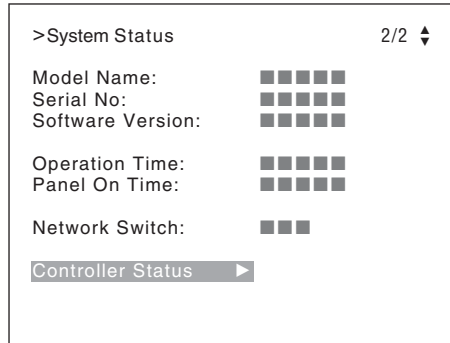 >System Status 2/2
Model Name: ■■■■■
Serial No: ■■■■■
Software Version: ■■■■■
Operation Time: ■■■■■
Panel On Time: ■■■■■
Network Switch: ■■■
Controller Status ▶